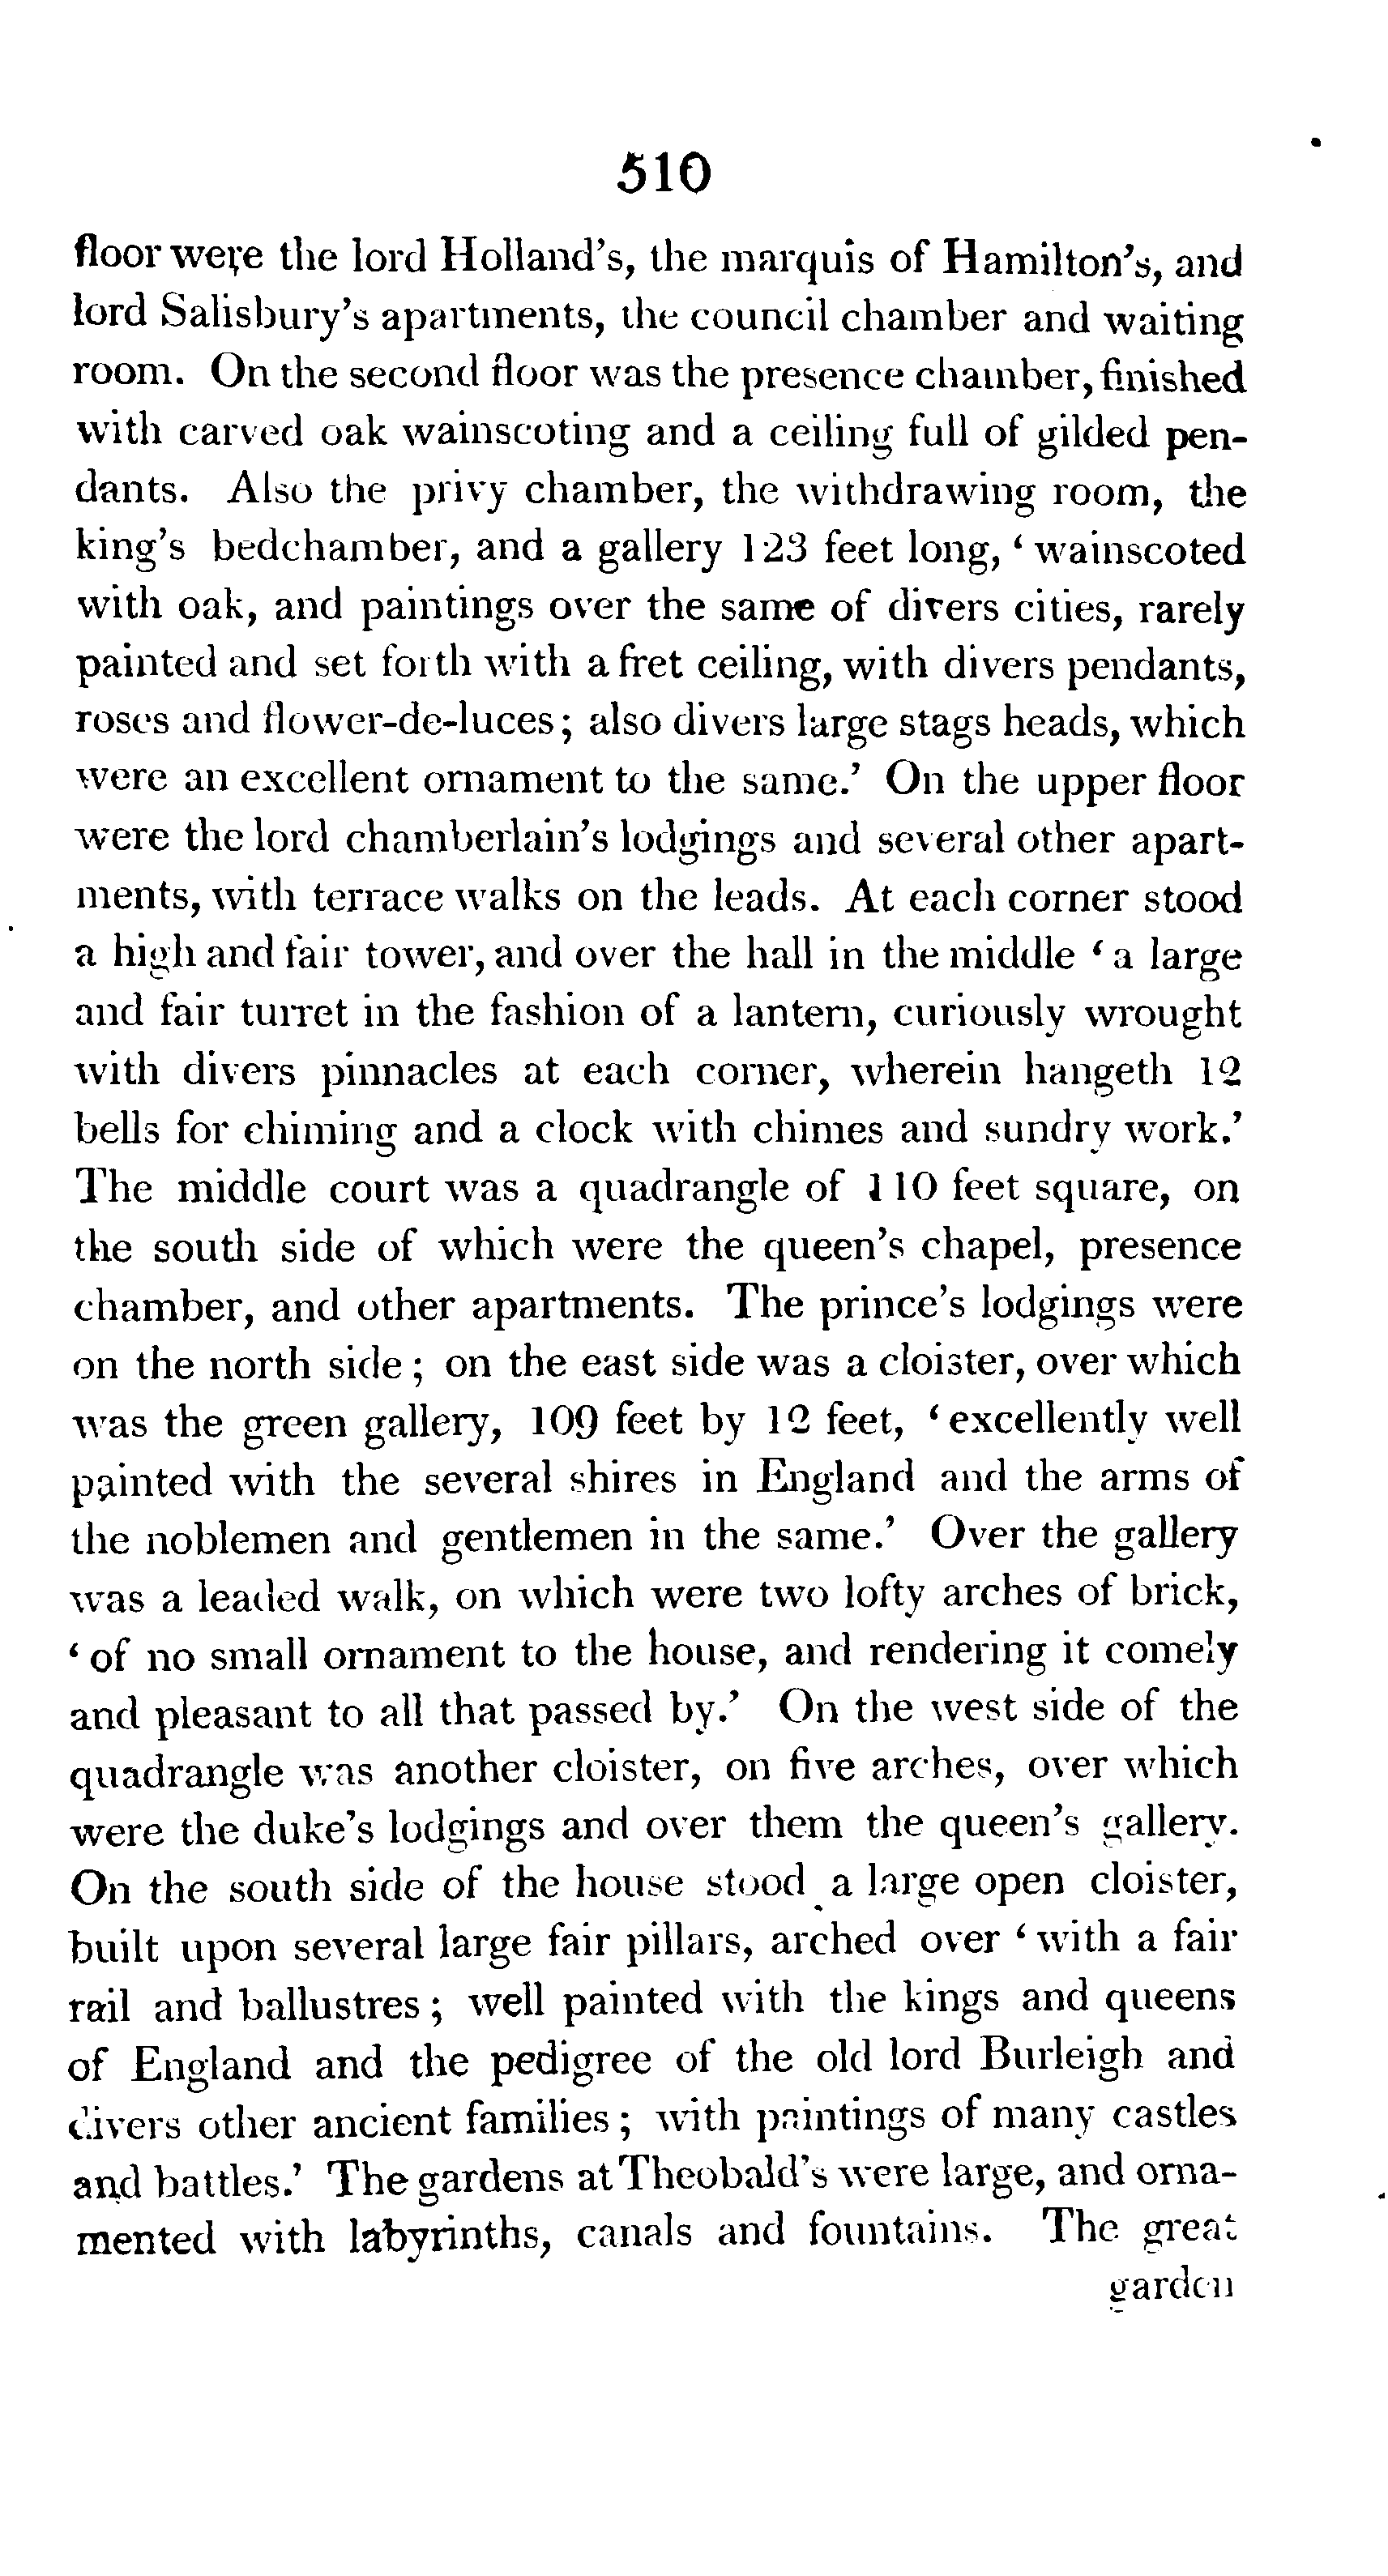 510
floor were the lord Holland's, the marquis of Hamilton's, and
lord Salisbury's apartments, the council chamber and waiting
room. On the second floor was the presence chamber, finished
with carved oak wainscoting and a ceiling full of gilded pen-
dants. Also the privy chamber, the withdrawing room, the
king's bedchamber, and a gallery 123 feet long, ‘wainscoted
with oak, and paintings over the same of divers cities, rarely
painted and set forth with a fret ceiling, with divers pendants,
roses and flower-de-luces; also divers large stags heads, which
were an excellent ornament to the same.’ On the upper floor
were the lord chamberlain's lodgings and several other apart-
ments, with terrace walks on the leads. At each corner stood
a high and fair tower, and over the hall in the middle ‘a large
and fair turret in the fashion of a lantern, curiously wrought
with divers pinnacles at each corner, wherein hangeth 12
bells for chiming and a clock with chimes and sundry work.’
The middle court was a quadrangle of 110 feet square, on
the south side of which were the queen's chapel, presence
chamber, and other apartments. The prince's lodgings were
on the north side; on the east side was a cloister, over which
was the green gallery, 109 feet by 12 feet, ‘excellently well
painted with the several shires in England and the arms of
the noblemen and gentlemen in the same.’ Over the gallery
was a leaded walk, on which were two lofty arches of brick,
‘of no small ornament to the house, and rendering it comely
and pleasant to all that passed by.’ On the west side of the
quadrangle was another cloister, on five arches, over which
were the duke's lodgings and over them the queen's gallery.
On the south side of the house stood a large open cloister,
built upon several large fair pillars, arched over ‘with a fair
rail and ballustres; well painted with the kings and queens
of England and the pedigree of the old lord Burleigh and
divers other ancient families; with paintings of many castles
and battles.’ The gardens at Theobald's were large, and orna-
mented with labyrinths, canals and fountains. The great
garden